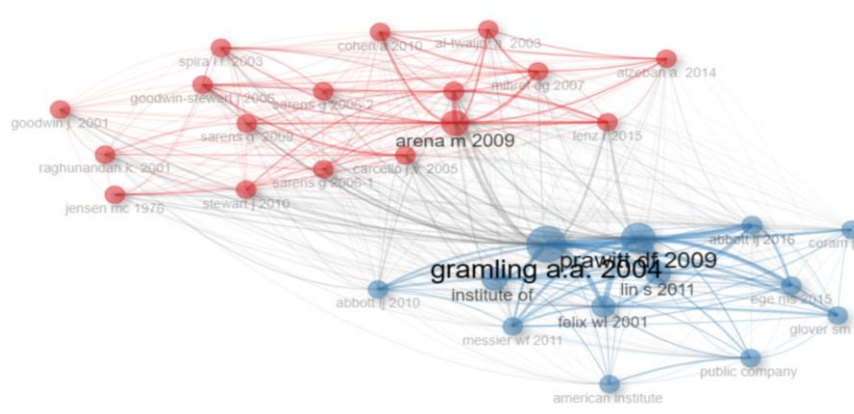 cohen a 2010
al-twaijri a. 2003
spira l f. 2003
alzeban a. 2014
mihret dg 2007
goodwin-stewart j 2006
sarens g 2006-2
goodwin j. 2001
sarens g 2009
arena m 2009
lenz r 2015
raghunandan k. 2001
carcello j.v. 2005
sarens g 2006-1
jensen mc 1976
stewart j 2010
abbott lj 2016
coram
prawitt df 2009
gramling a.a. 2004
lin s 2011
institute of
abbott lj 2010
ege ms 2015
felix wl 2001
glover sm
messier wf 2011
public company
american institute